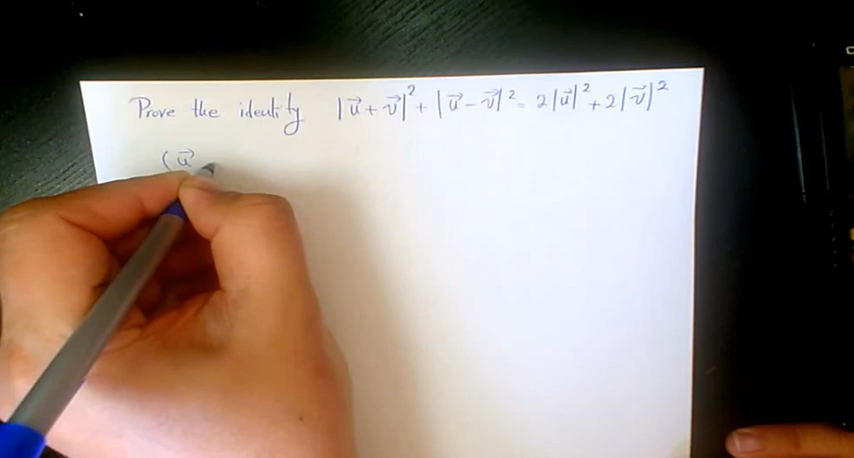 Prove the identity |u⃗ + v⃗|² + |u⃗ - v⃗|² = 2|u⃗|² + 2|v⃗|²
(u⃗